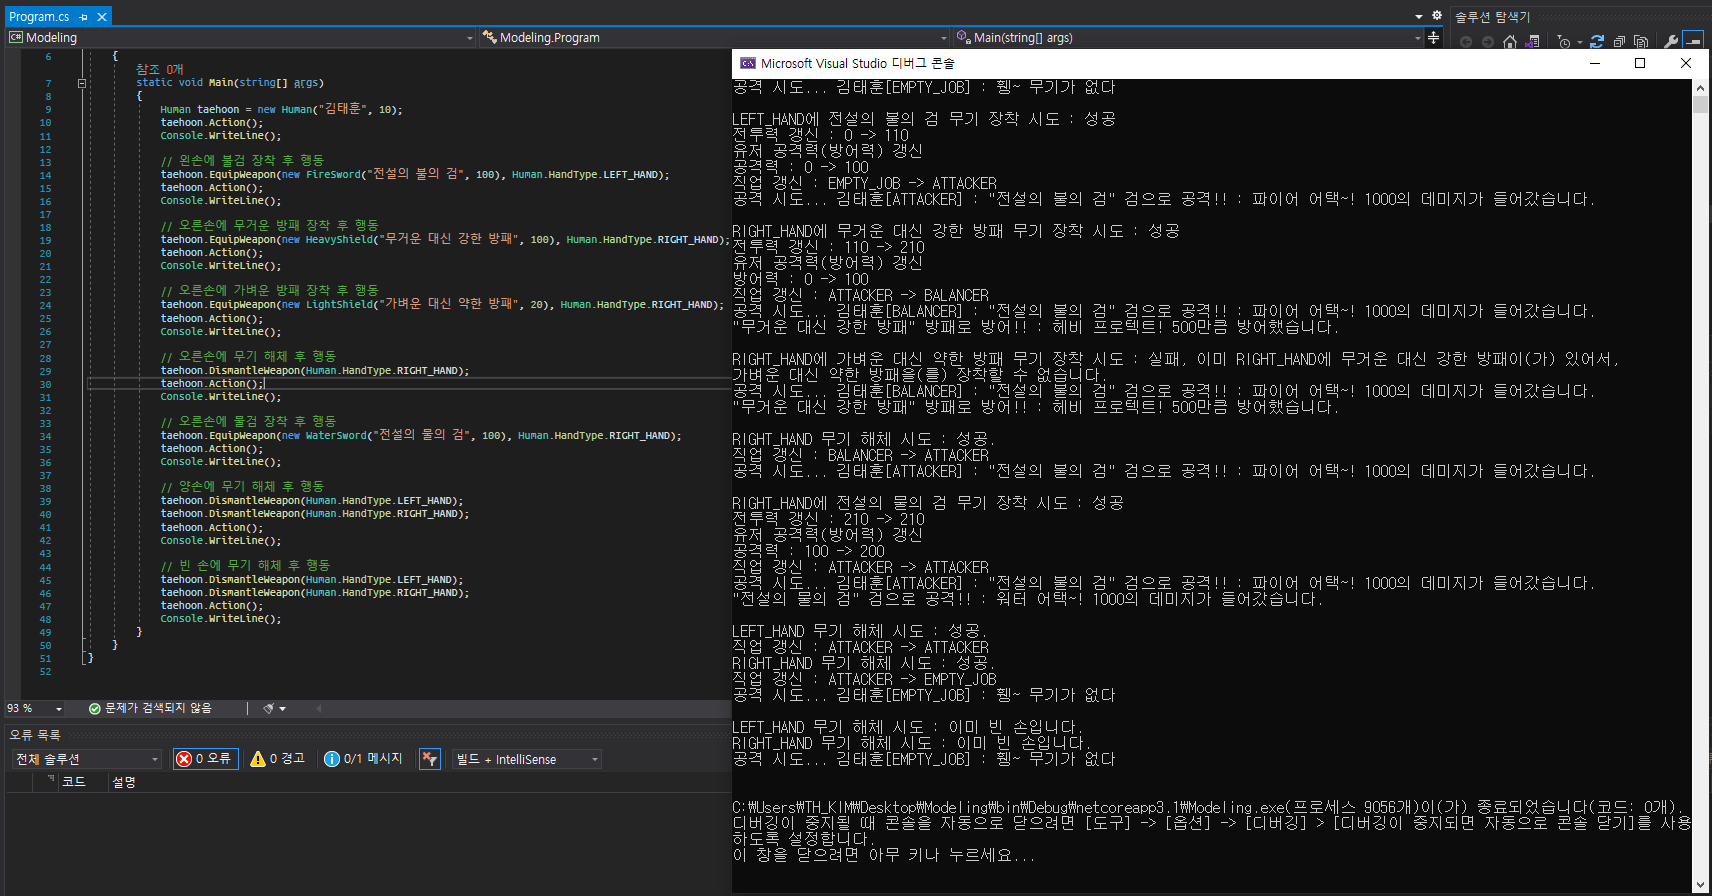 Program.cs
솔루션 탐색기
Modeling
Modeling.Program
Main(string[] args)
6 {
참조 0개
7 static void Main(string[] args)
8 {
9 Human taehoon = new Human("김태훈", 10);
10 taehoon.Action();
11 Console.WriteLine();
12
13 // 왼손에 불검 장착 후 행동
14 taehoon.EquipWeapon(new FireSword("전설의 불의 검", 100), Human.HandType.LEFT_HAND);
15 taehoon.Action();
16 Console.WriteLine();
17
18 // 오른손에 무거운 방패 장착 후 행동
19 taehoon.EquipWeapon(new HeavyShield("무거운 대신 강한 방패", 100), Human.HandType.RIGHT_HAND);
20 taehoon.Action();
21 Console.WriteLine();
22
23 // 오른손에 가벼운 방패 장착 후 행동
24 taehoon.EquipWeapon(new LightShield("가벼운 대신 약한 방패", 20), Human.HandType.RIGHT_HAND);
25 taehoon.Action();
26 Console.WriteLine();
27
28 // 오른손에 무기 해체 후 행동
29 taehoon.DismantleWeapon(Human.HandType.RIGHT_HAND);
30 taehoon.Action();
31 Console.WriteLine();
32
33 // 오른손에 물검 장착 후 행동
34 taehoon.EquipWeapon(new WaterSword("전설의 물의 검", 100), Human.HandType.RIGHT_HAND);
35 taehoon.Action();
36 Console.WriteLine();
37
38 // 양손에 무기 해체 후 행동
39 taehoon.DismantleWeapon(Human.HandType.LEFT_HAND);
40 taehoon.DismantleWeapon(Human.HandType.RIGHT_HAND);
41 taehoon.Action();
42 Console.WriteLine();
43
44 // 빈 손에 무기 해체 후 행동
45 taehoon.DismantleWeapon(Human.HandType.LEFT_HAND);
46 taehoon.DismantleWeapon(Human.HandType.RIGHT_HAND);
47 taehoon.Action();
48 Console.WriteLine();
49 }
50 }
51 }
52
93 %
문제가 검색되지 않음
오류 목록
전체 솔루션
0 오류
0 경고
0/1 메시지
빌드 + IntelliSense
코드
설명
Microsoft Visual Studio 디버그 콘솔
공격 시도... 김태훈[EMPTY_JOB] : 휑~ 무기가 없다
LEFT_HAND에 전설의 불의 검 무기 장착 시도 : 성공
전투력 갱신 : 0 -> 110
유저 공격력(방어력) 갱신
공격력 : 0 -> 100
직업 갱신 : EMPTY_JOB -> ATTACKER
공격 시도... 김태훈[ATTACKER] : "전설의 불의 검" 검으로 공격!! : 파이어 어택~! 1000의 데미지가 들어갔습니다.
RIGHT_HAND에 무거운 대신 강한 방패 무기 장착 시도 : 성공
전투력 갱신 : 110 -> 210
유저 공격력(방어력) 갱신
방어력 : 0 -> 100
직업 갱신 : ATTACKER -> BALANCER
공격 시도... 김태훈[BALANCER] : "전설의 불의 검" 검으로 공격!! : 파이어 어택~! 1000의 데미지가 들어갔습니다.
"무거운 대신 강한 방패" 방패로 방어!! : 헤비 프로텍트! 500만큼 방어했습니다.
RIGHT_HAND에 가벼운 대신 약한 방패 무기 장착 시도 : 실패, 이미 RIGHT_HAND에 무거운 대신 강한 방패이(가) 있어서,
가벼운 대신 약한 방패을(를) 장착할 수 없습니다.
공격 시도... 김태훈[BALANCER] : "전설의 불의 검" 검으로 공격!! : 파이어 어택~! 1000의 데미지가 들어갔습니다.
"무거운 대신 강한 방패" 방패로 방어!! : 헤비 프로텍트! 500만큼 방어했습니다.
RIGHT_HAND 무기 해체 시도 : 성공.
직업 갱신 : BALANCER -> ATTACKER
공격 시도... 김태훈[ATTACKER] : "전설의 불의 검" 검으로 공격!! : 파이어 어택~! 1000의 데미지가 들어갔습니다.
RIGHT_HAND에 전설의 물의 검 무기 장착 시도 : 성공
전투력 갱신 : 210 -> 210
유저 공격력(방어력) 갱신
공격력 : 100 -> 200
직업 갱신 : ATTACKER -> ATTACKER
공격 시도... 김태훈[ATTACKER] : "전설의 불의 검" 검으로 공격!! : 파이어 어택~! 1000의 데미지가 들어갔습니다.
"전설의 물의 검" 검으로 공격!! : 워터 어택~! 1000의 데미지가 들어갔습니다.
LEFT_HAND 무기 해체 시도 : 성공.
직업 갱신 : ATTACKER -> ATTACKER
RIGHT_HAND 무기 해체 시도 : 성공.
직업 갱신 : ATTACKER -> EMPTY_JOB
공격 시도... 김태훈[EMPTY_JOB] : 휑~ 무기가 없다
LEFT_HAND 무기 해체 시도 : 이미 빈 손입니다.
RIGHT_HAND 무기 해체 시도 : 이미 빈 손입니다.
공격 시도... 김태훈[EMPTY_JOB] : 휑~ 무기가 없다
C:₩Users₩TH_KIM₩Desktop₩Modeling₩bin₩Debug₩netcoreapp3.1₩Modeling.exe(프로세스 9056개)이(가) 종료되었습니다(코드: 0개).
디버깅이 중지될 때 콘솔을 자동으로 닫으려면 [도구] -> [옵션] -> [디버깅] > [디버깅이 중지되면 자동으로 콘솔 닫기]를 사용
하도록 설정합니다.
이 창을 닫으려면 아무 키나 누르세요...